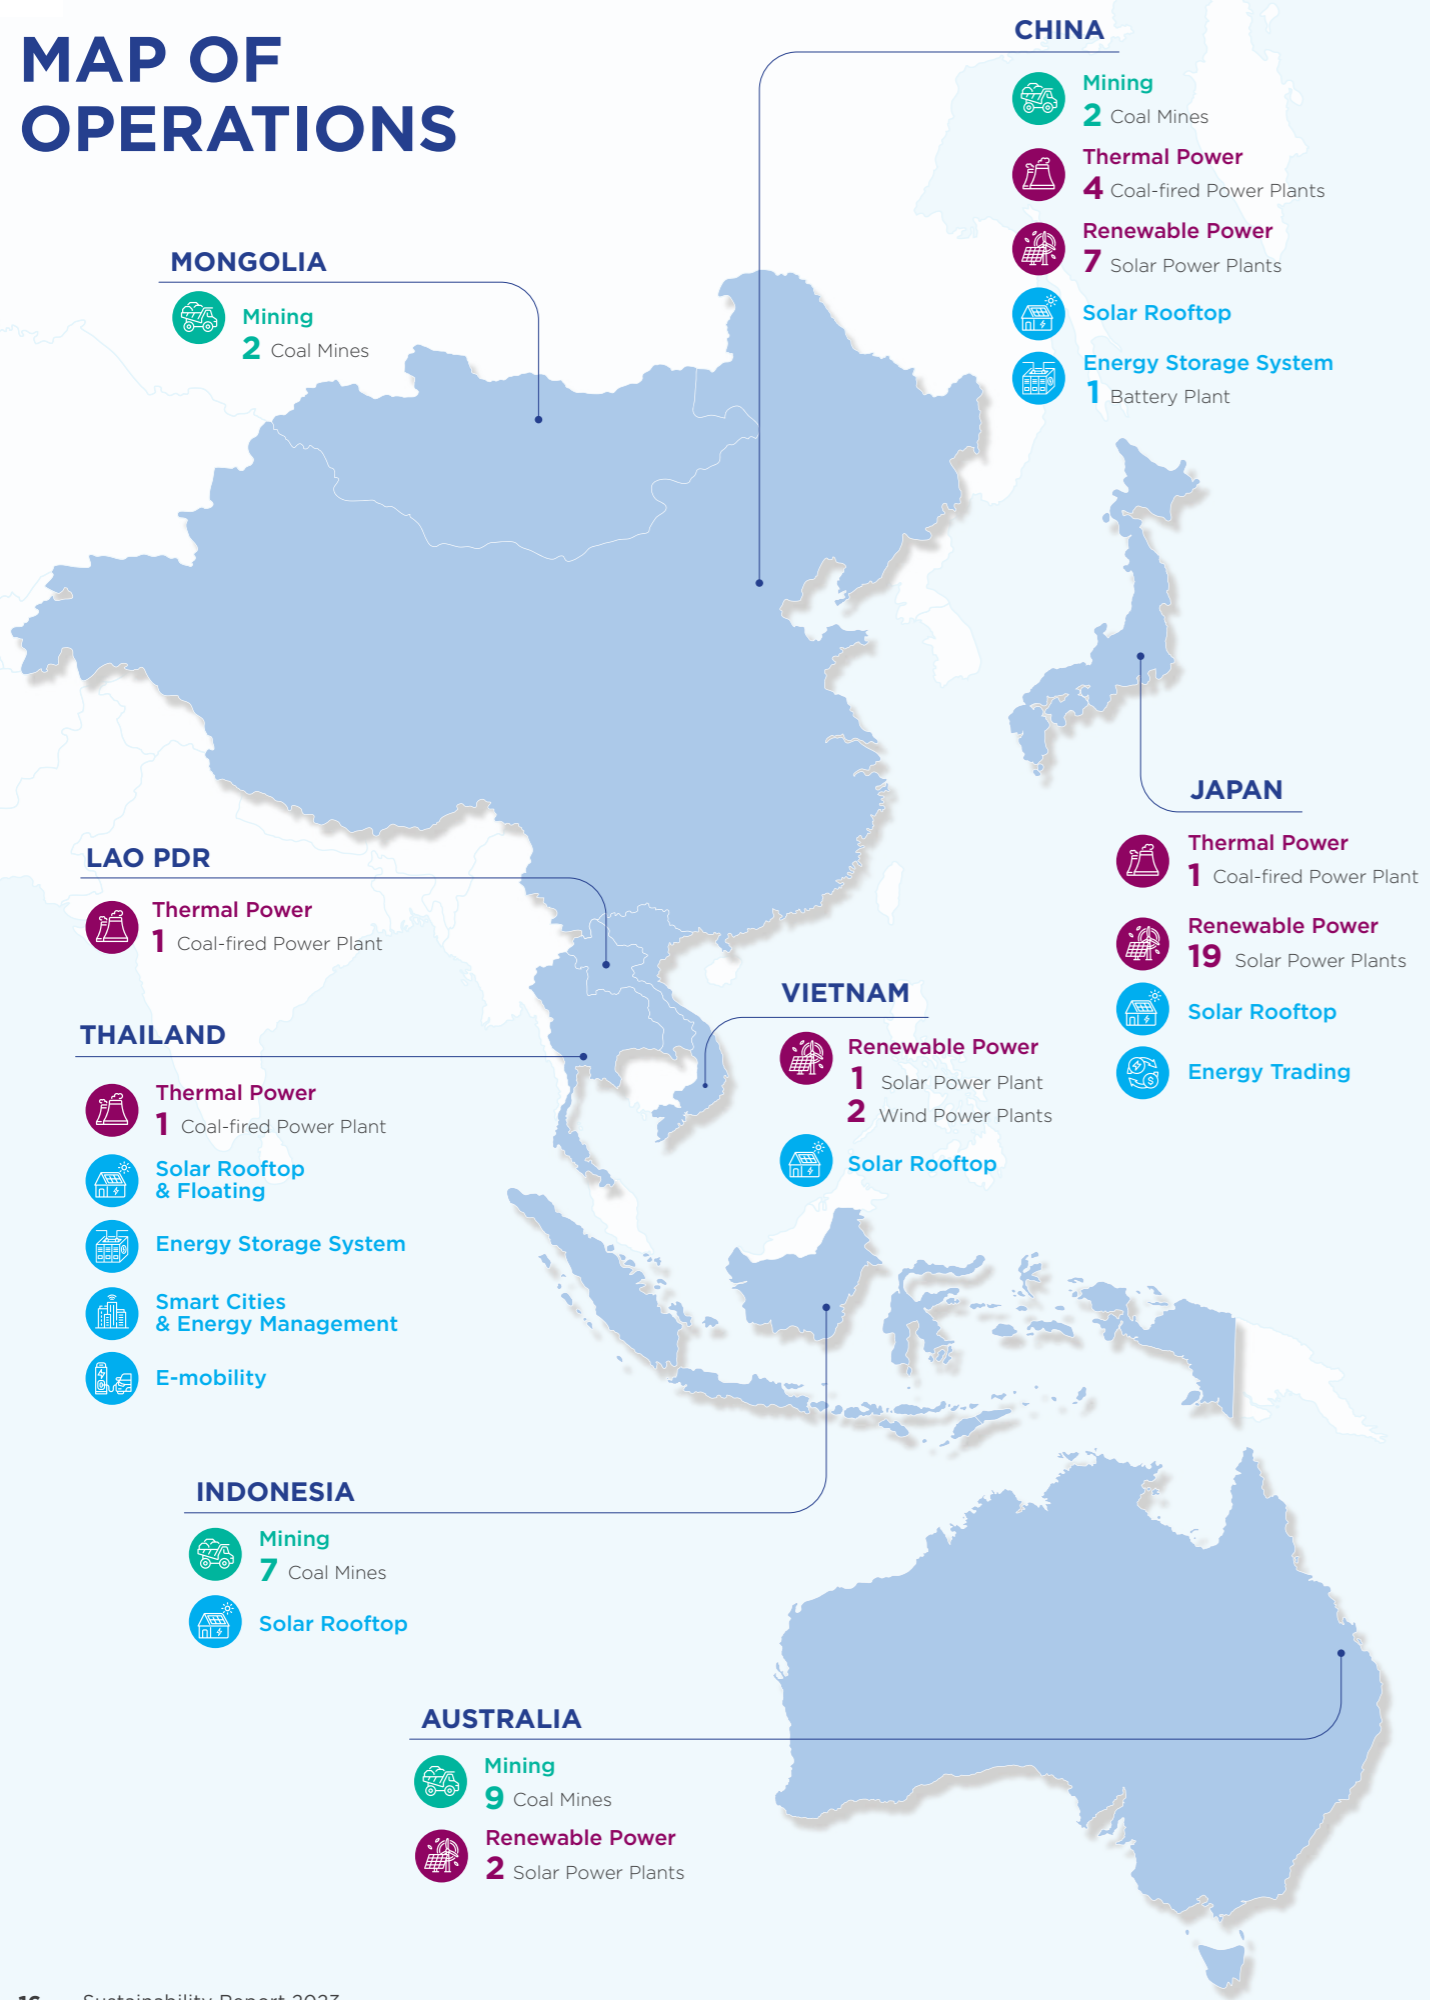 MAP OF
OPERATIONS
CHINA
Mining
2 Coal Mines
Thermal Power
4 Coal-fired Power Plants
Renewable Power
7 Solar Power Plants
Solar Rooftop
Energy Storage System
1 Battery Plant
MONGOLIA
Mining
2 Coal Mines
JAPAN
Thermal Power
1 Coal-fired Power Plant
Renewable Power
19 Solar Power Plants
Solar Rooftop
Energy Trading
LAO PDR
Thermal Power
1 Coal-fired Power Plant
VIETNAM
Renewable Power
1 Solar Power Plant
2 Wind Power Plants
Solar Rooftop
THAILAND
Thermal Power
1 Coal-fired Power Plant
Solar Rooftop
& Floating
Energy Storage System
Smart Cities
& Energy Management
E-mobility
INDONESIA
Mining
7 Coal Mines
Solar Rooftop
AUSTRALIA
Mining
9 Coal Mines
Renewable Power
2 Solar Power Plants
16 Sustainability Report 2023